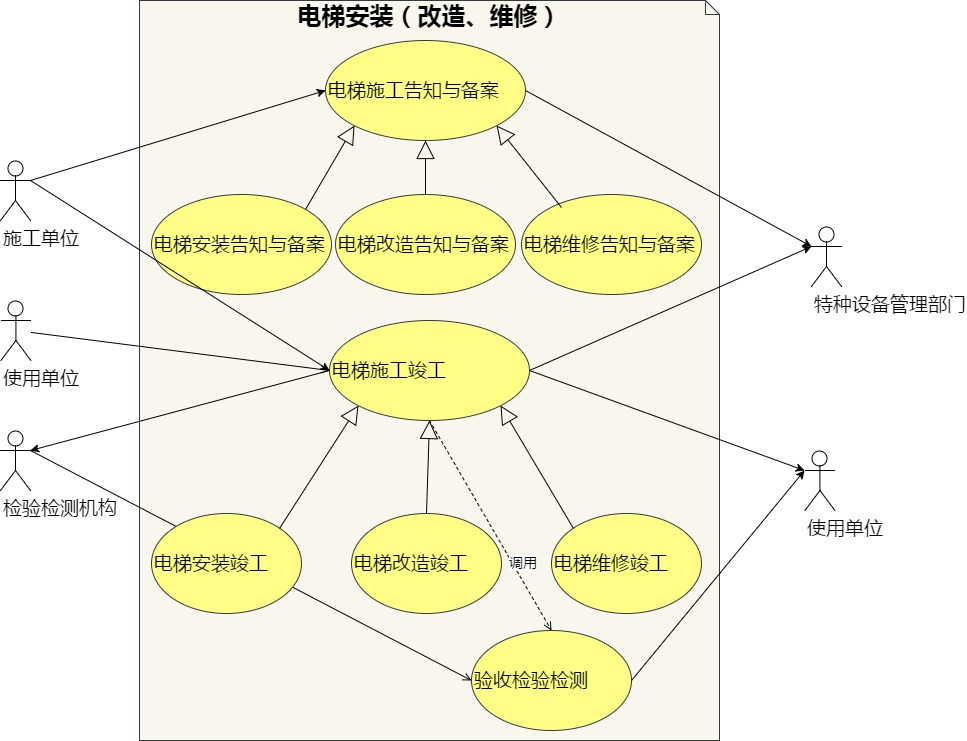 电梯安装（改造、维修）
电梯施工告知与备案
施工单位
电梯安装告知与备案
电梯改造告知与备案
电梯维修告知与备案
特种设备管理部门
使用单位
电梯施工竣工
检验检测机构
使用单位
电梯安装竣工
电梯改造竣工
调用
电梯维修竣工
验收检验检测